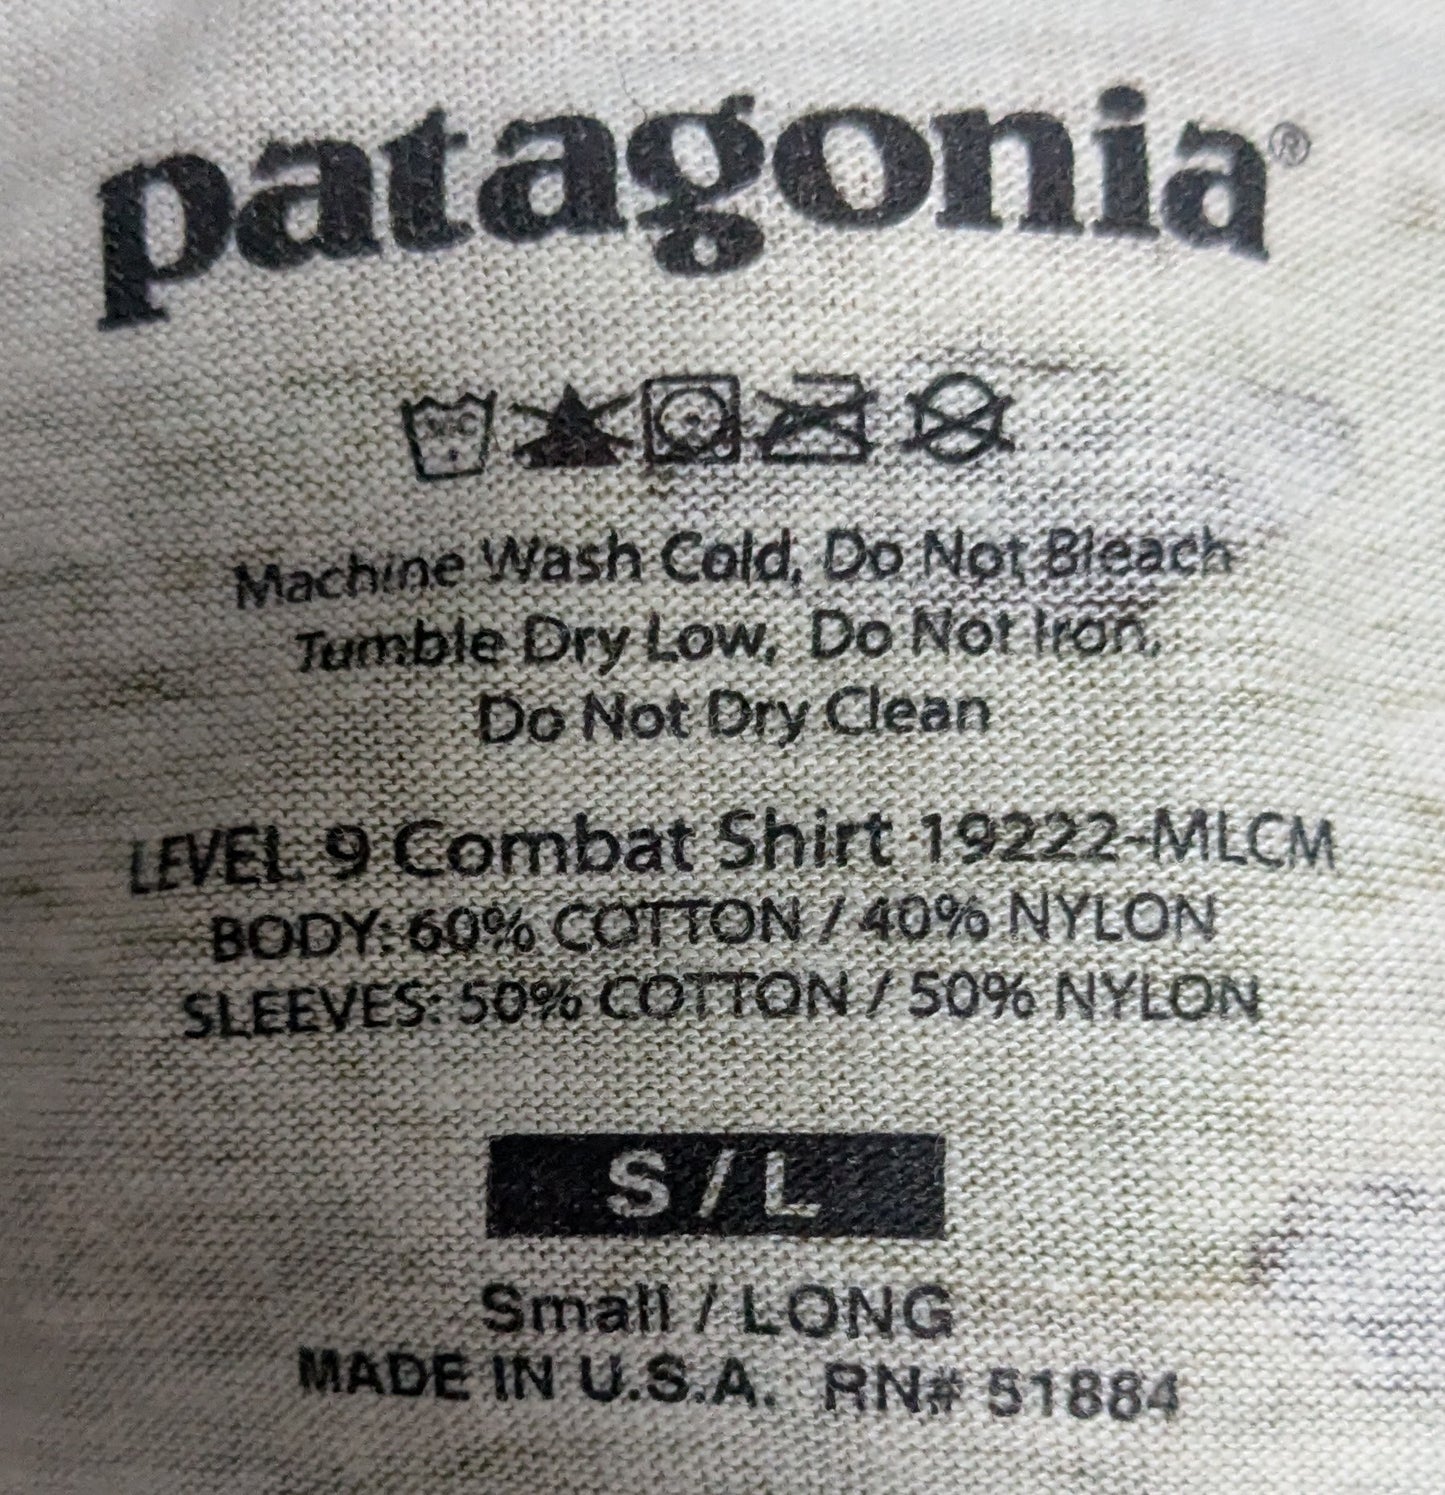 patagonia®
Machine Wash Cold, Do Not Bleach
Tumble Dry Low, Do Not Iron,
Do Not Dry Clean
LEVEL 9 Combat Shirt 19222-MLCM
BODY: 60% COTTON / 40% NYLON
SLEEVES: 50% COTTON / 50% NYLON
S / L
Small / LONG
MADE IN U.S.A. RN# 51884